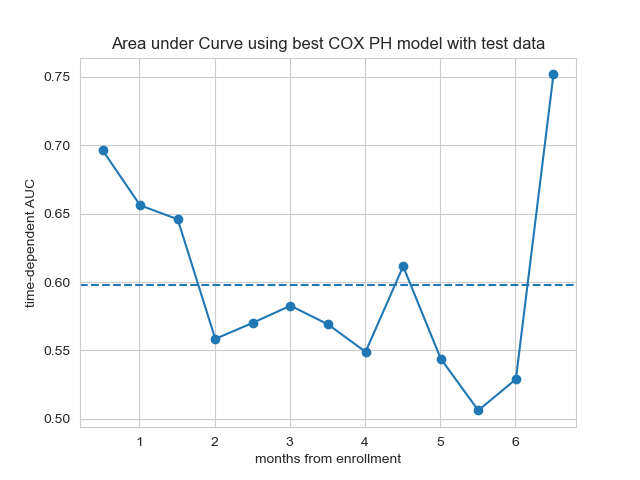 Area under Curve using best COX PH model with test data
time-dependent AUC
0.75
0.70
0.65
0.60
0.55
0.50
1 2 3 4 5 6
months from enrollment